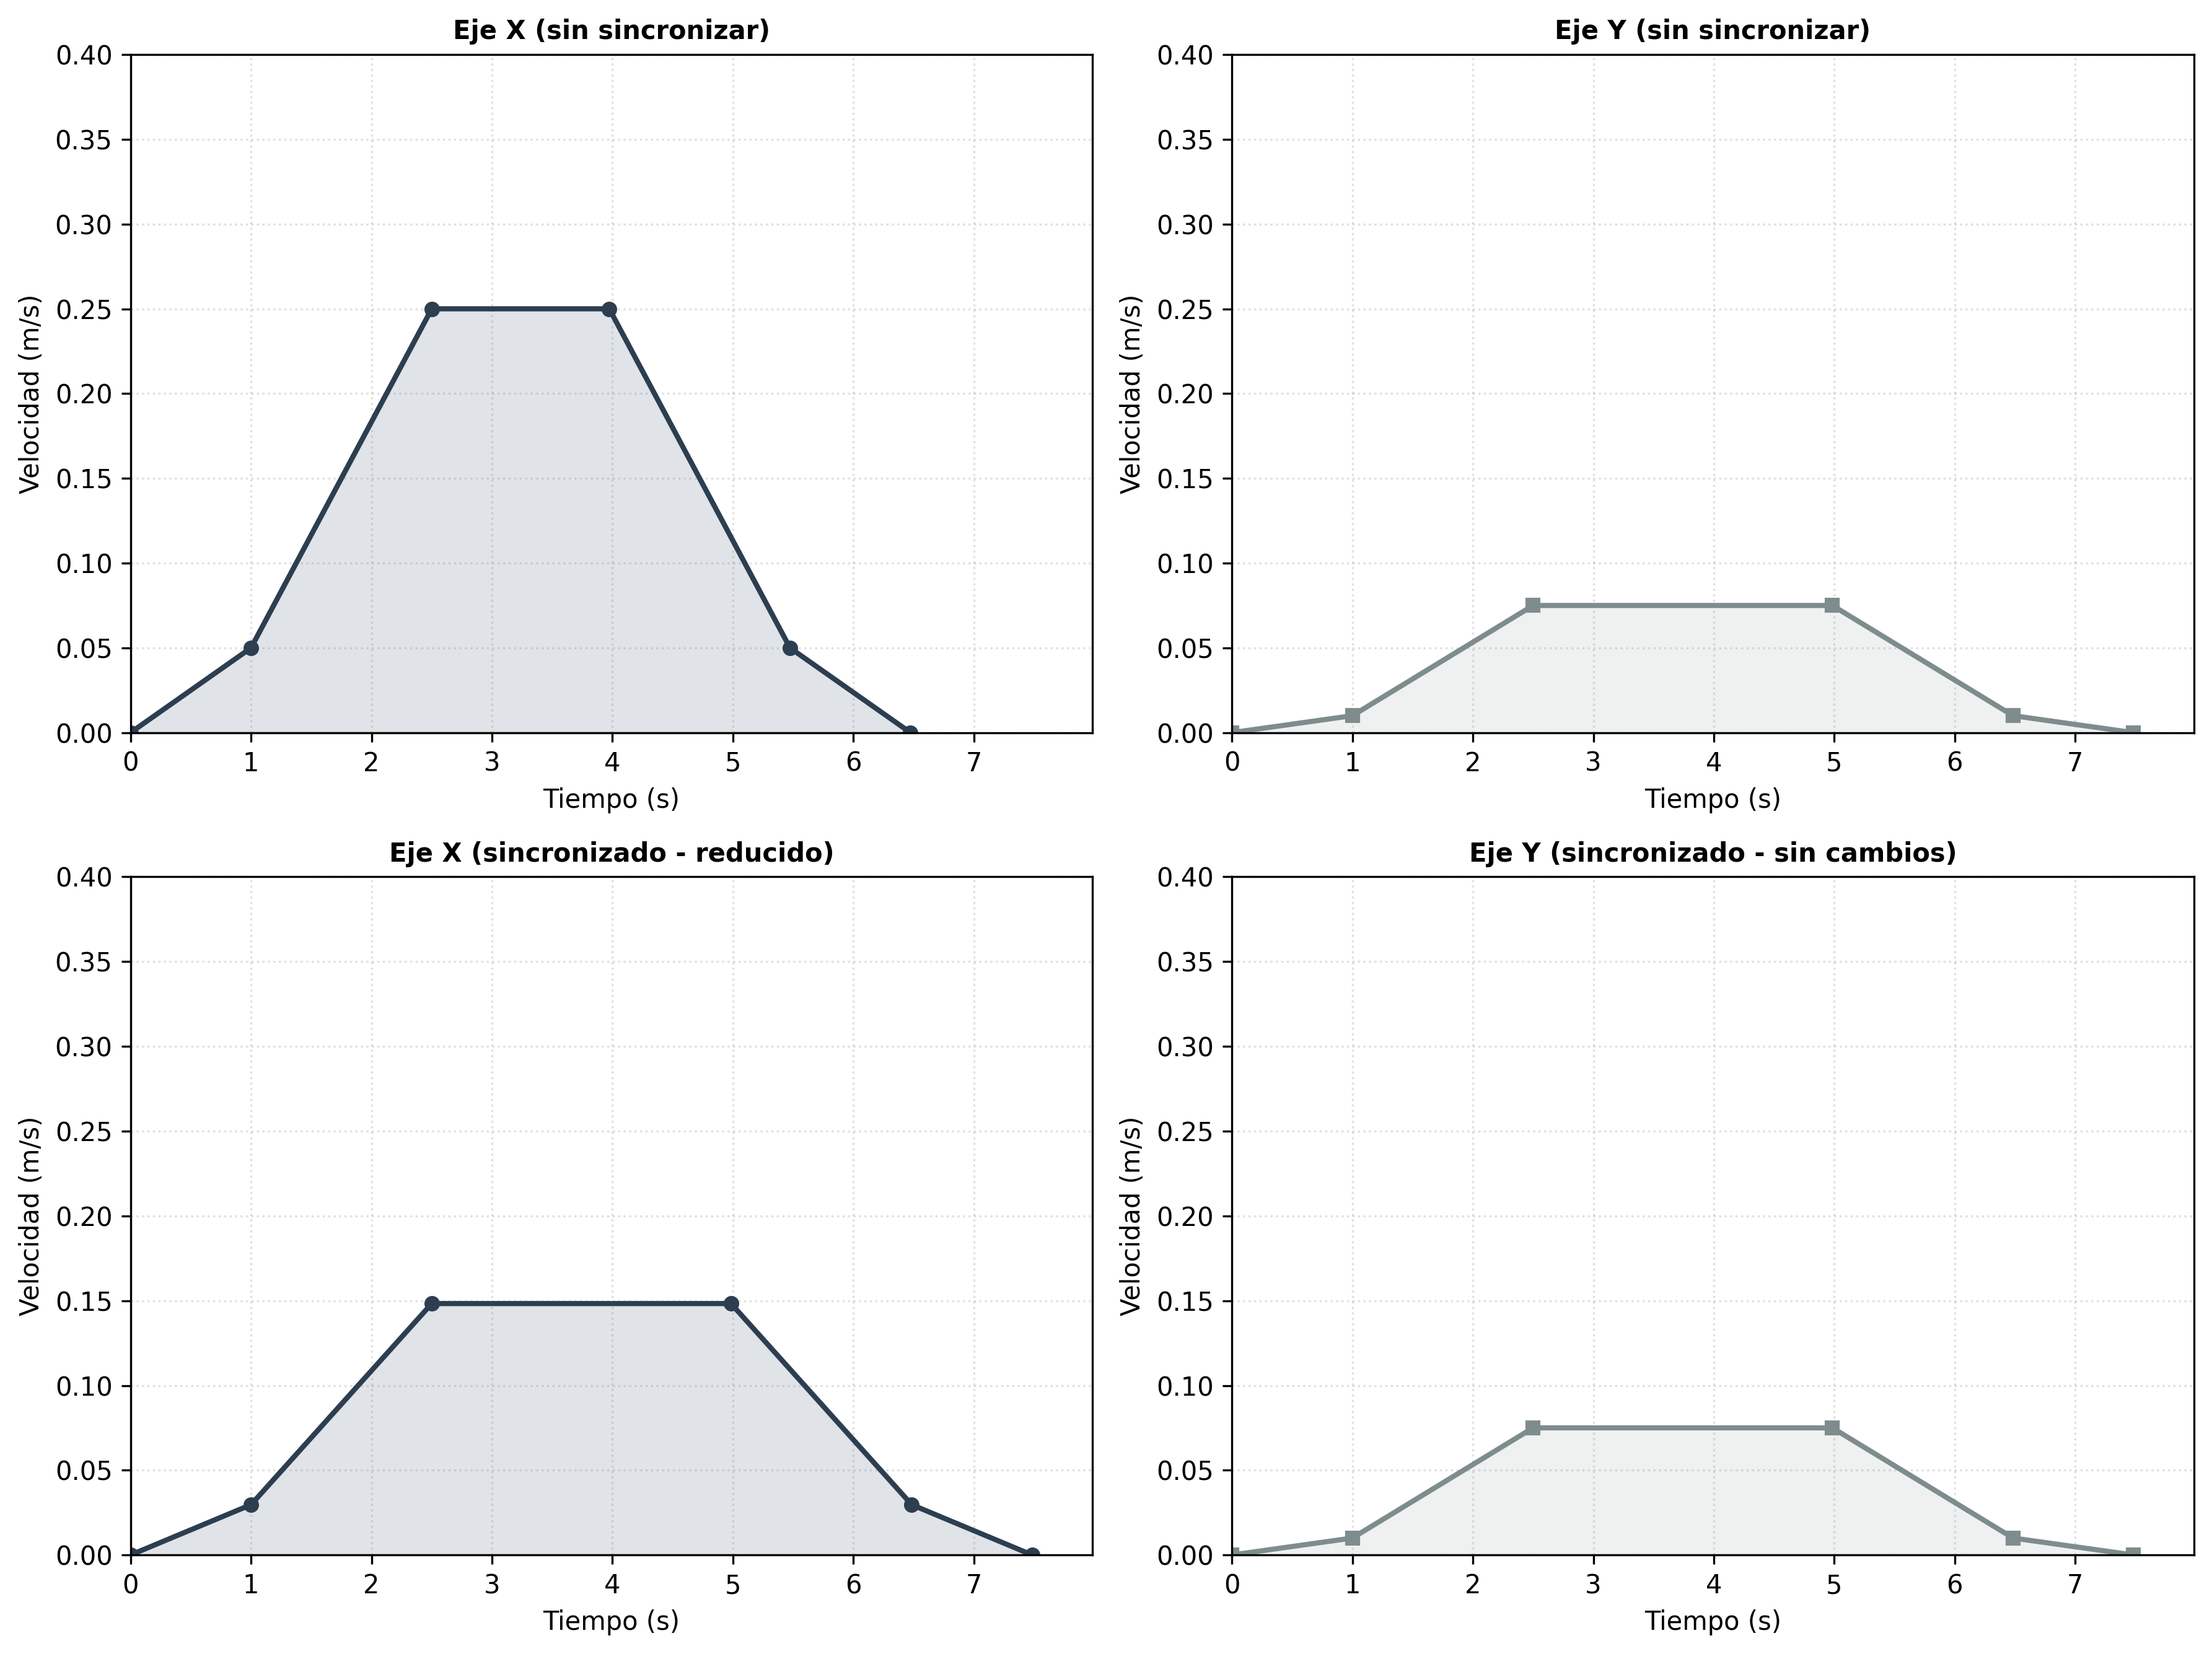 Eje X (sin sincronizar)
0.40
0.35
0.30
0.25
0.20
0.15
0.10
0.05
0.00
Velocidad (m/s)
0 1 2 3 4 5 6 7
Tiempo (s)
Eje Y (sin sincronizar)
0.40
0.35
0.30
0.25
0.20
0.15
0.10
0.05
0.00
Velocidad (m/s)
0 1 2 3 4 5 6 7
Tiempo (s)
Eje X (sincronizado - reducido)
0.40
0.35
0.30
0.25
0.20
0.15
0.10
0.05
0.00
Velocidad (m/s)
0 1 2 3 4 5 6 7
Tiempo (s)
Eje Y (sincronizado - sin cambios)
0.40
0.35
0.30
0.25
0.20
0.15
0.10
0.05
0.00
Velocidad (m/s)
0 1 2 3 4 5 6 7
Tiempo (s)